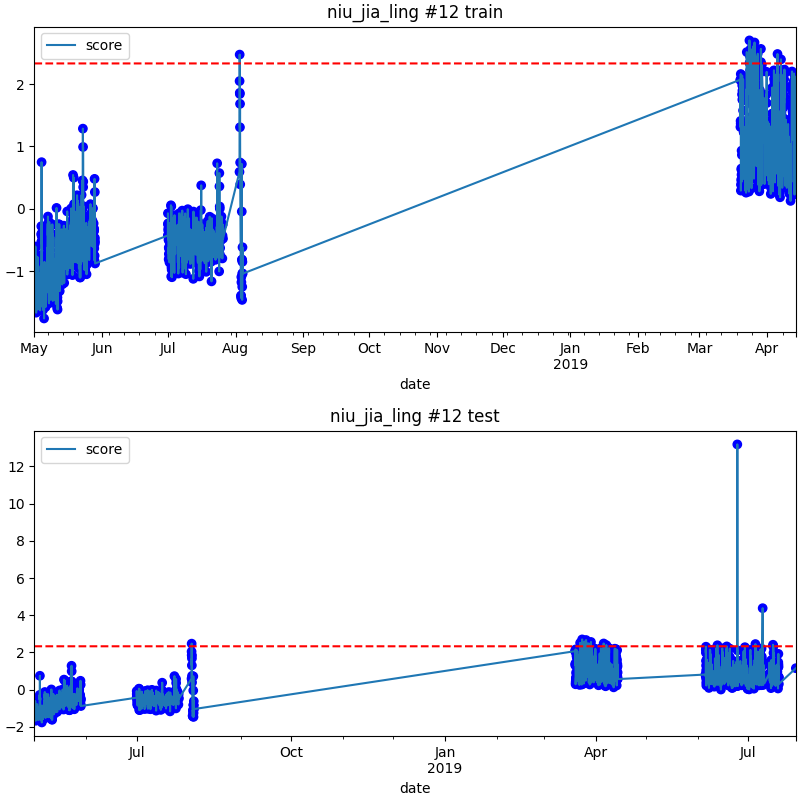 niu_jia_ling #12 train
score
2
1
0
−1
May Jun Jul Aug Sep Oct Nov Dec Jan Feb Mar Apr
2019
date
niu_jia_ling #12 test
score
12
10
8
6
4
2
0
−2
Jul Oct Jan Apr Jul
2019
date